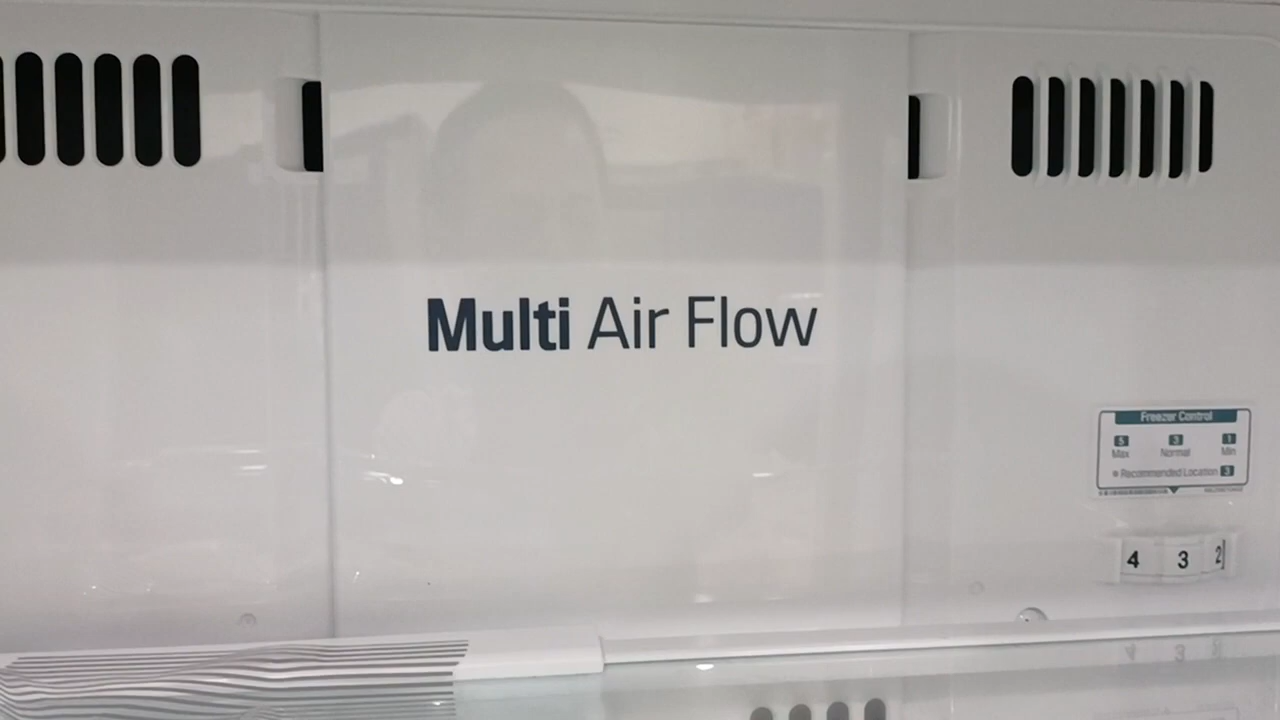 Multi Air Flow
Freezer Control
5 3 1
Max Normal Min
Recommended Location 3
4 3 2